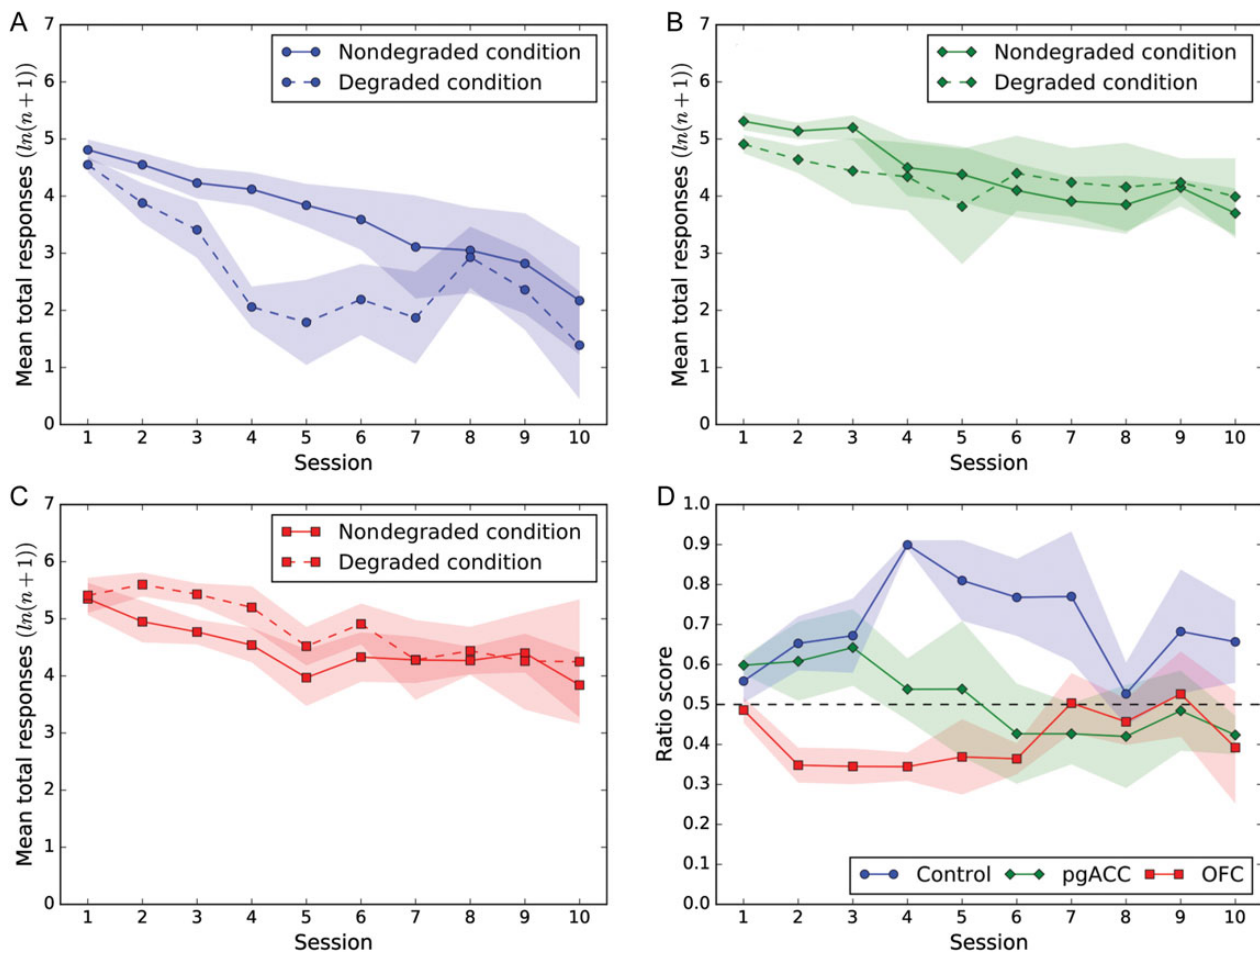 A
7
6
5
4
3
2
1
0
Mean total responses (ln(n + 1))
Nondegraded condition
Degraded condition
1 2 3 4 5 6 7 8 9 10
Session
B
7
6
5
4
3
2
1
0
Mean total responses (ln(n + 1))
Nondegraded condition
Degraded condition
1 2 3 4 5 6 7 8 9 10
Session
C
7
6
5
4
3
2
1
0
Mean total responses (ln(n + 1))
Nondegraded condition
Degraded condition
1 2 3 4 5 6 7 8 9 10
Session
D
1.0
0.9
0.8
0.7
0.6
0.5
0.4
0.3
0.2
0.1
0.0
Ratio score
Control pgACC OFC
1 2 3 4 5 6 7 8 9 10
Session